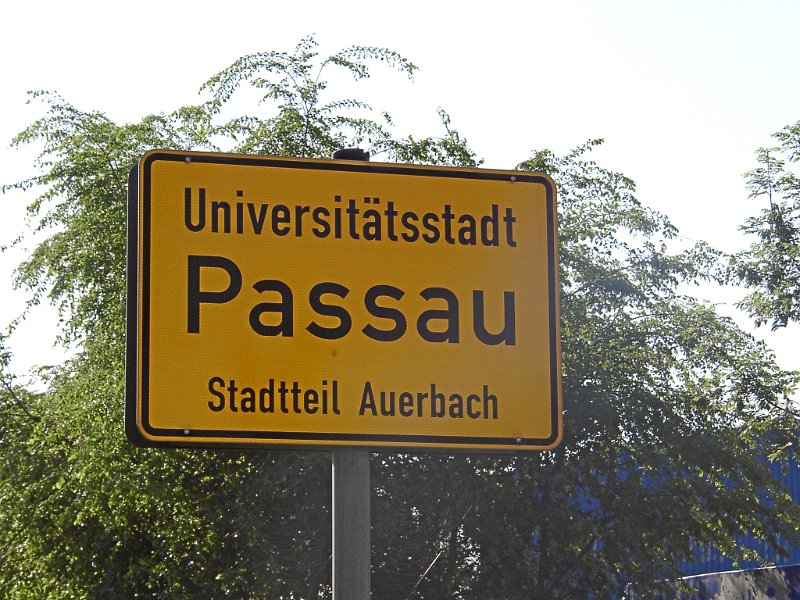 Universitätsstadt
Passau
Stadtteil Auerbach